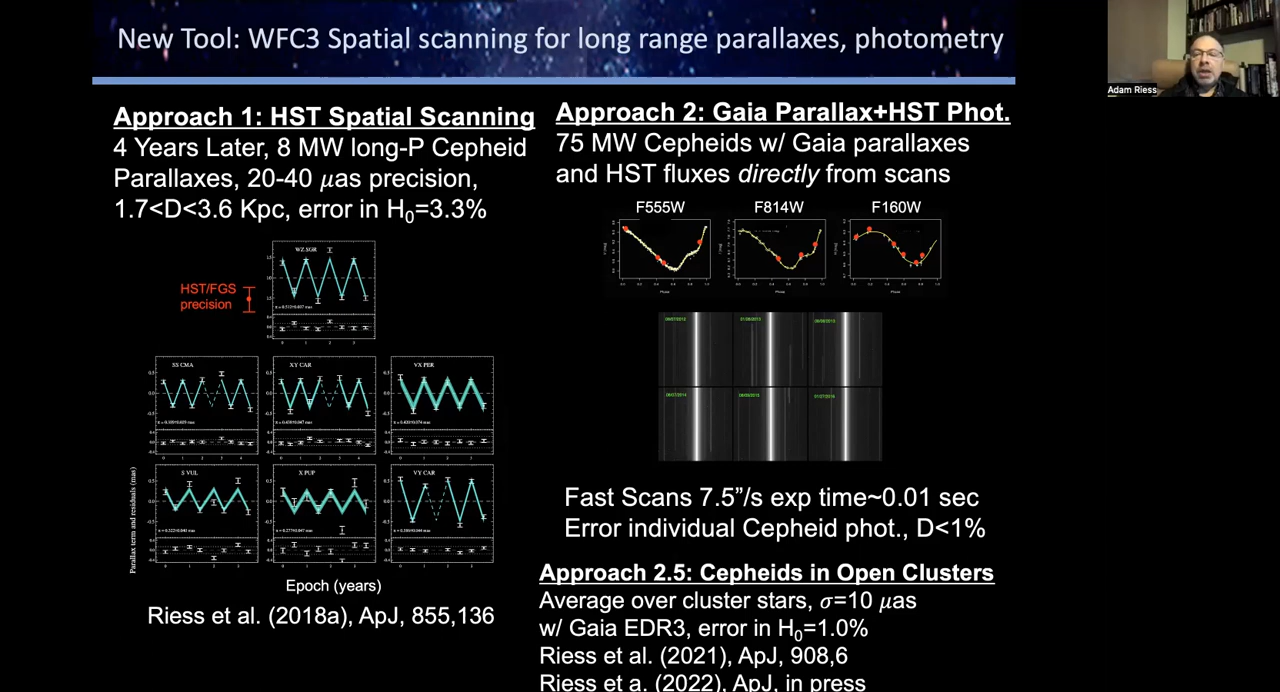 New Tool: WFC3 Spatial scanning for long range parallaxes, photometry
Adam Riess
Approach 1: HST Spatial Scanning
4 Years Later, 8 MW long-P Cepheid
Parallaxes, 20-40 μas precision,
1.7<D<3.6 Kpc, error in H₀=3.3%
HST/FGS
precision
WZ SGR
SS CMA
XY CAR
VX PER
S VUL
X PUP
VY CAR
Parallax term and residuals (mas)
Epoch (years)
Riess et al. (2018a), ApJ, 855,136
Approach 2: Gaia Parallax+HST Phot.
75 MW Cepheids w/ Gaia parallaxes
and HST fluxes directly from scans
F555W
F814W
F160W
Phase
Phase
Phase
Fast Scans 7.5”/s exp time~0.01 sec
Error individual Cepheid phot., D<1%
Approach 2.5: Cepheids in Open Clusters
Average over cluster stars, σ=10 μas
w/ Gaia EDR3, error in H₀=1.0%
Riess et al. (2021), ApJ, 908,6
Riess et a. (2022), ApJ, in press